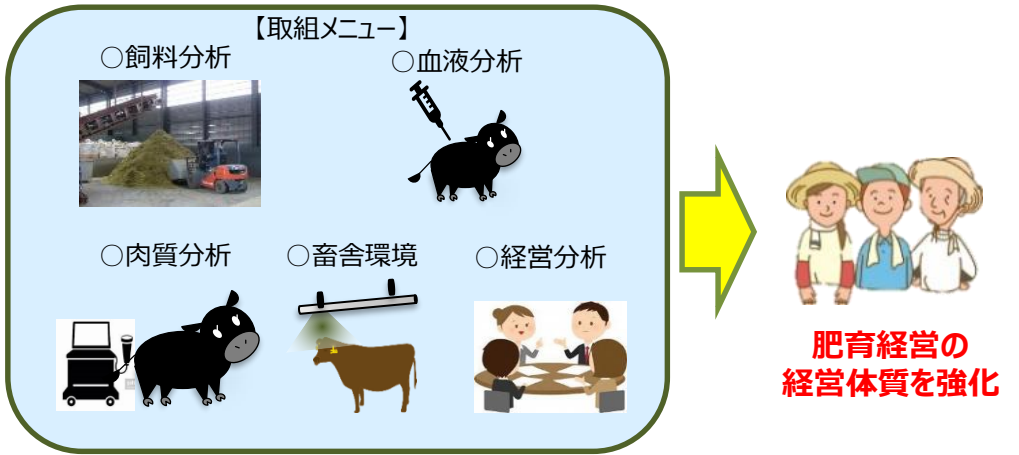 【取組メニュー】
○飼料分析
○血液分析
○肉質分析
○畜舎環境
○経営分析
肥育経営の
経営体質を強化